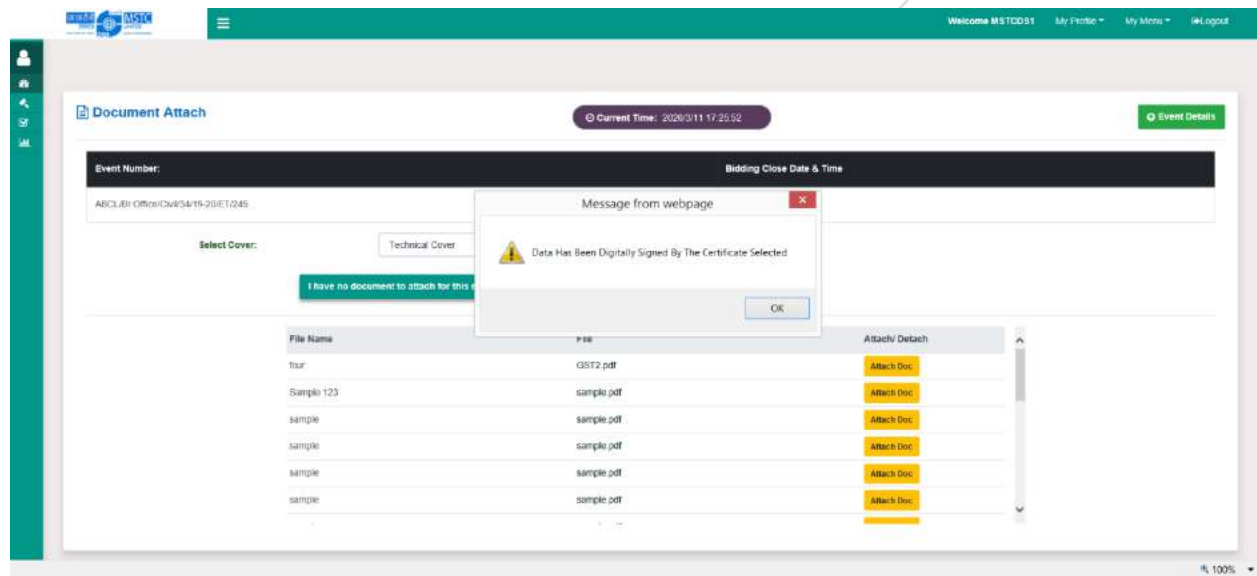 MSTC
Welcome MSTCDS1 My Profile My Menu Logout
Document Attach
Current Time: 2020/3/11 17:25:52
Event Details
Event Number: Bidding Close Date & Time
ABCL/Br Office/Civil/34/19-20/ET/245
Message from webpage
Select Cover: Technical Cover
Data Has Been Digitally Signed By The Certificate Selected
I have no document to attach for this
OK
File Name File Attach/ Detach
four GST2.pdf Attach Doc
Sample 123 sample.pdf Attach Doc
sample sample.pdf Attach Doc
sample sample.pdf Attach Doc
sample sample.pdf Attach Doc
sample sample.pdf Attach Doc
100%